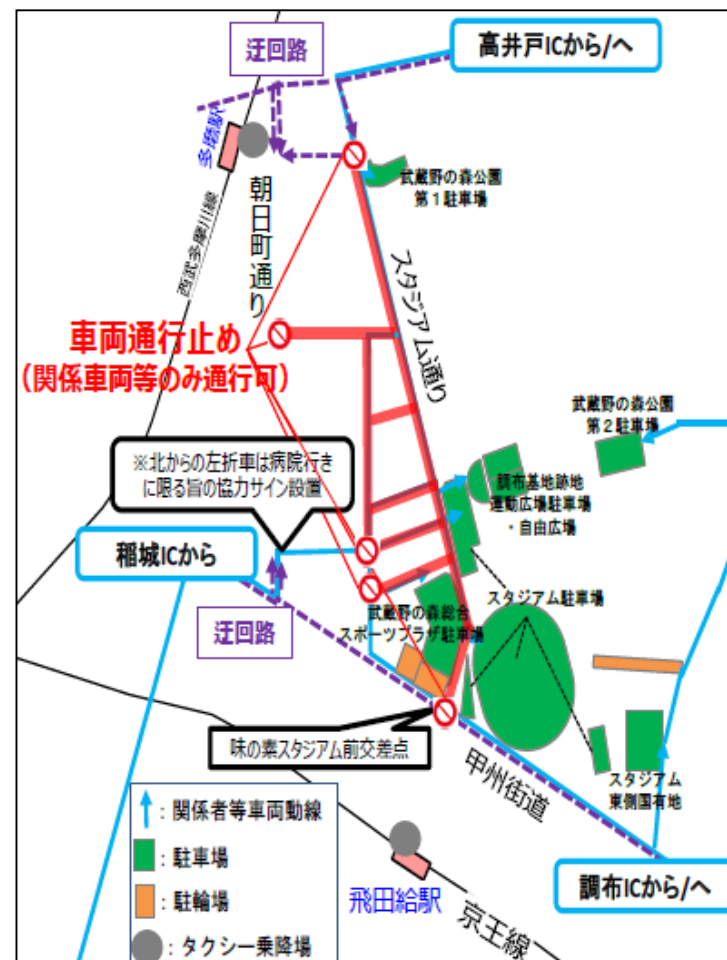 迂回路
高井戸ICから/へ
多磨駅
武蔵野の森公園
第1駐車場
西武多摩川線
朝日町通り
スタジアム通り
車両通行止め
（関係車両等のみ通行可）
武蔵野の森公園
第２駐車場
※北からの左折車は病院行き
に限る旨の協力サイン設置
調布基地跡地
運動広場駐車場
・自由広場
稲城ICから
スタジアム駐車場
武蔵野の森総合
スポーツプラザ駐車場
迂回路
味の素スタジアム前交差点
甲州街道
スタジアム
東側国有地
：関係者等車両動線
：駐車場
：駐輪場
：タクシー乗降場
飛田給駅
京王線
調布ICから/へ